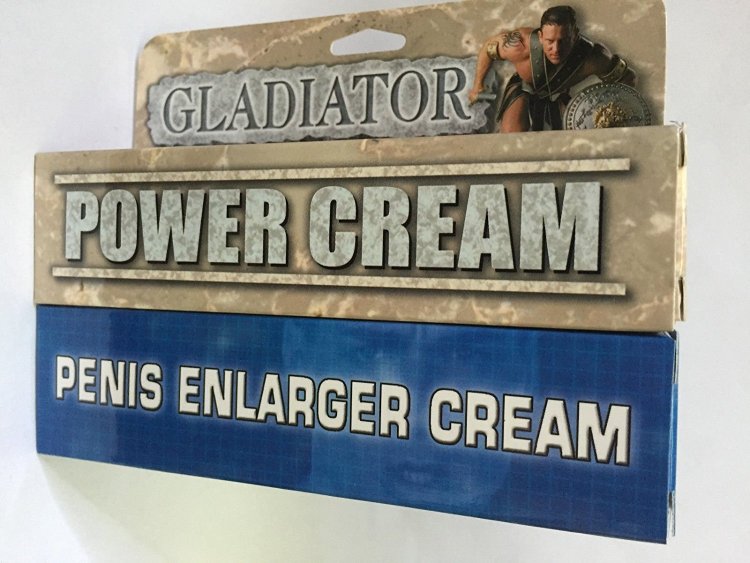 GLADIATOR
POWER CREAM
PENIS ENLARGER CREAM